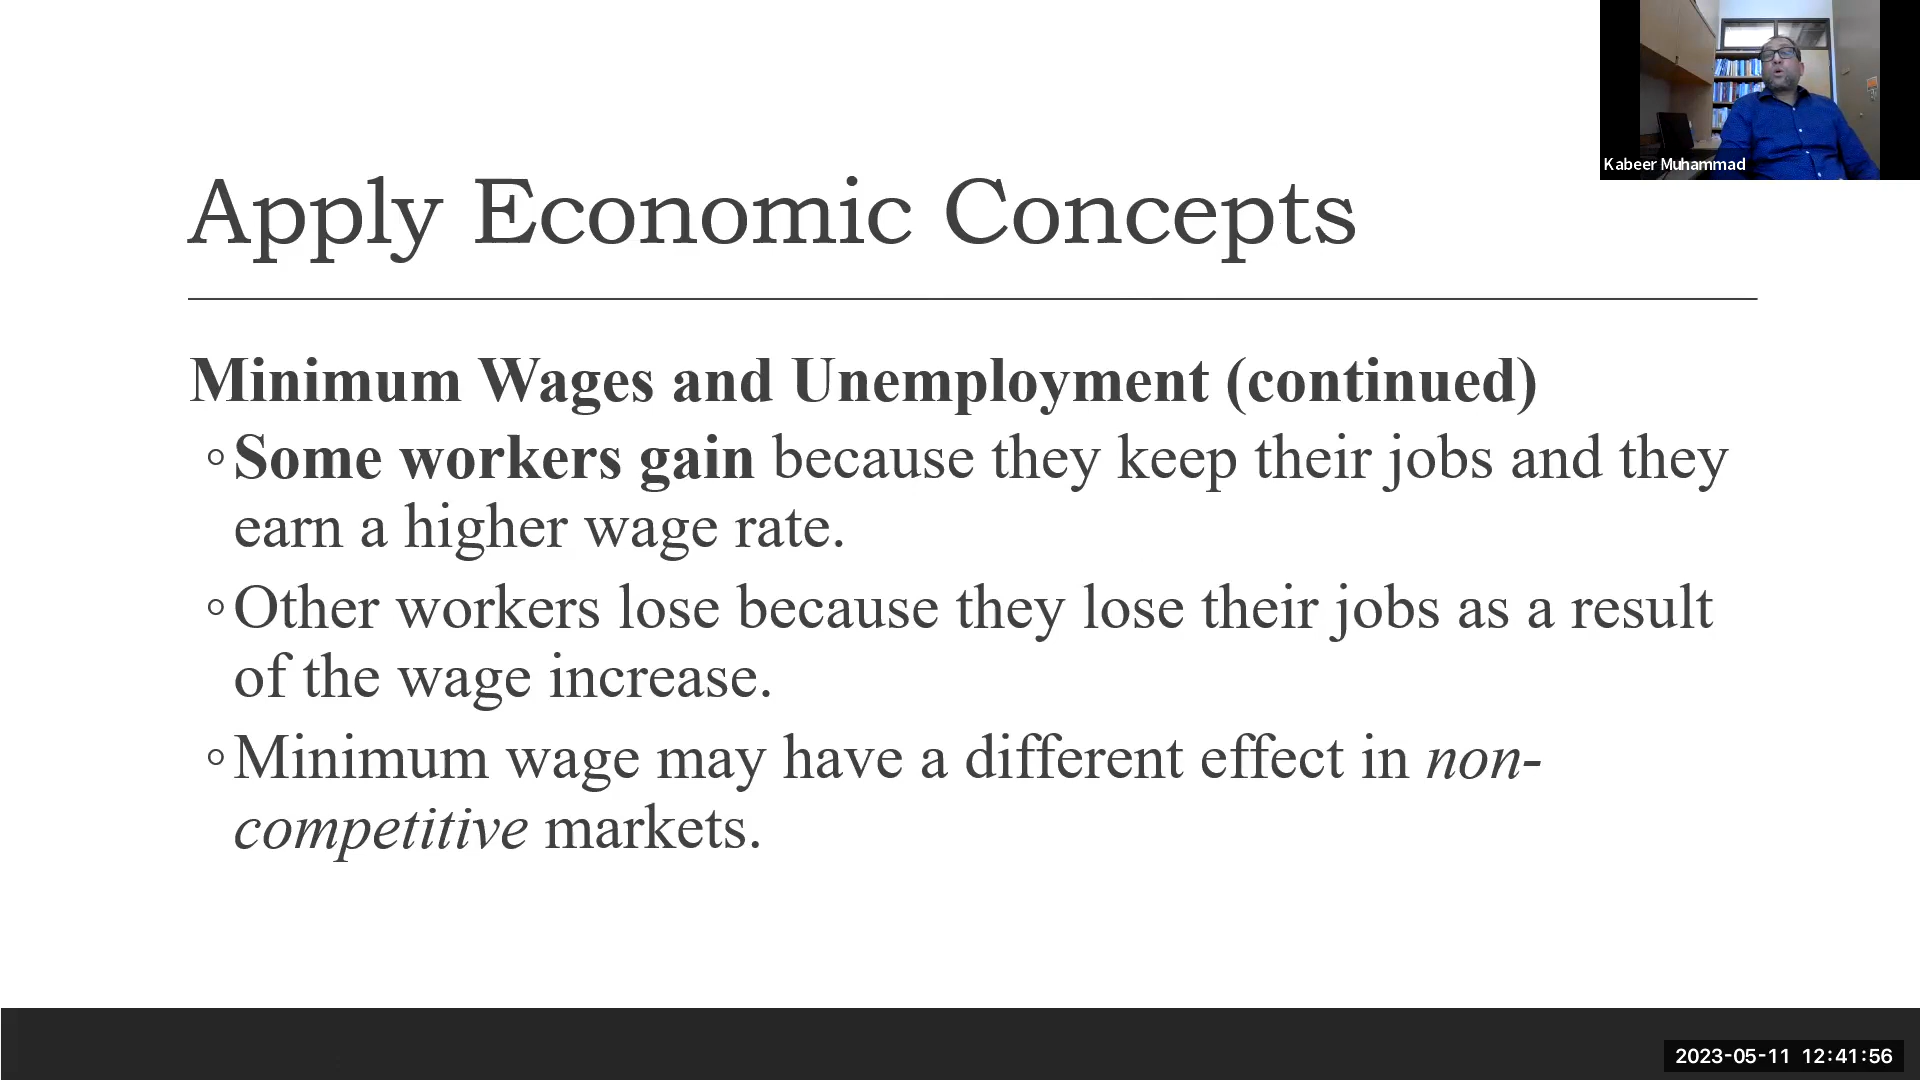 Kabeer Muhammad
Apply Economic Concepts
Minimum Wages and Unemployment (continued)
◦Some workers gain because they keep their jobs and they
earn a higher wage rate.
◦Other workers lose because they lose their jobs as a result
of the wage increase.
◦Minimum wage may have a different effect in non-
competitive markets.
2023-05-11 12:41:56